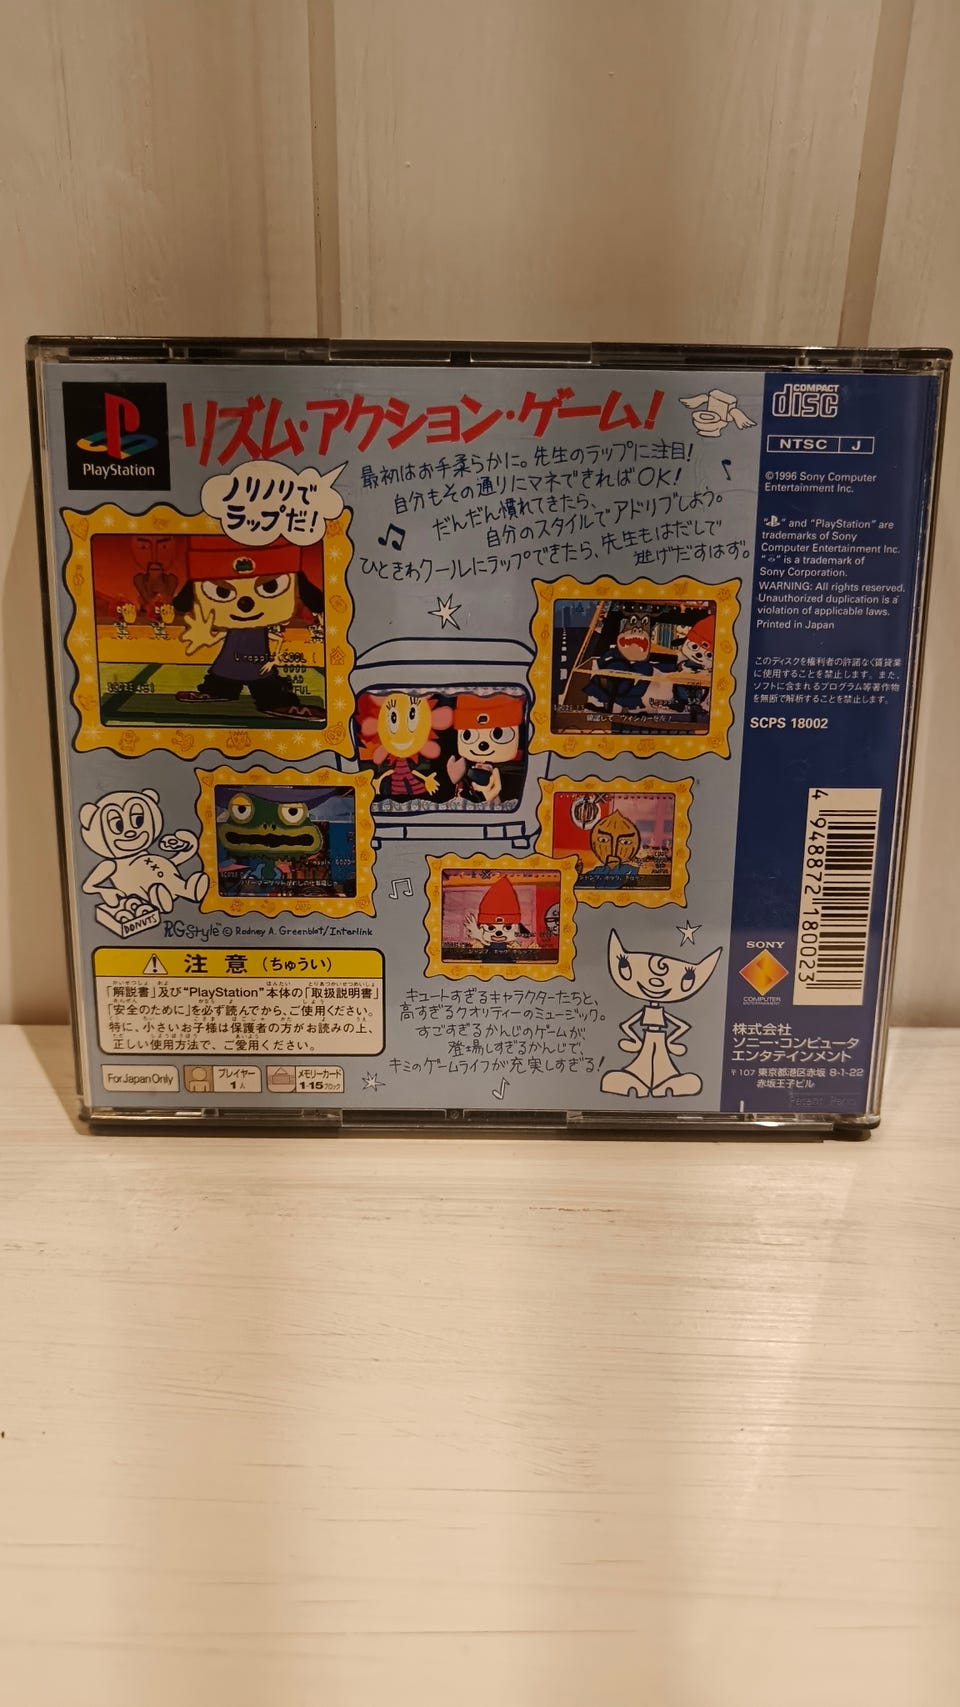 PlayStation
リズム・アクション・ゲーム!
ノリノリで
ラップだ!
最初はお手柔らかに。先生のラップに注目!
自分もその通りにマネできればOK!
だんだん慣れてきたら、
自分のスタイルでアドリブしよう。
ひときわクールにラップできたら、先生もはだしで
逃げだすはず。
U rappin' COOL
GOOD
BAD
AWFUL
DONUTS
RGStyle™ © Rodney A. Greenblat/Interlink
注意(ちゅうい)
「解説書」及び“PlayStation”本体の「取扱説明書」
「安全のために」を必ず読んでから、ご使用ください。
特に、小さいお子様は保護者の方がお読みの上、
正しい使用方法で、ご愛用ください。
For Japan Only
プレイヤー
1人
メモリーカード
1・15ブロック
キュートすぎるキャラクターたちと、
高すぎるクオリティーのミュージック。
すごすぎるかんじのゲームが、
登場しすぎるかんじで、
キミのゲームライフが充実しすぎる!
COMPACT
disc
NTSC J
©1996 Sony Computer
Entertainment Inc.
" " and "PlayStation" are
trademarks of Sony
Computer Entertainment Inc.
" " is a trademark of
Sony Corporation.
WARNING: All rights reserved.
Unauthorized duplication is a
violation of applicable laws.
Printed in Japan
このディスクを権利者の許諾なく賃貸業
に使用することを禁止します。また、
ソフトに含まれるプログラム等著作物
を無断で解析することを禁止します。
SCPS 18002
4 948872 180023
SONY
COMPUTER
ENTERTAINMENT
株式会社
ソニー・コンピュータ
エンタテインメント
〒107 東京都港区赤坂 8-1-22
赤坂王子ビル